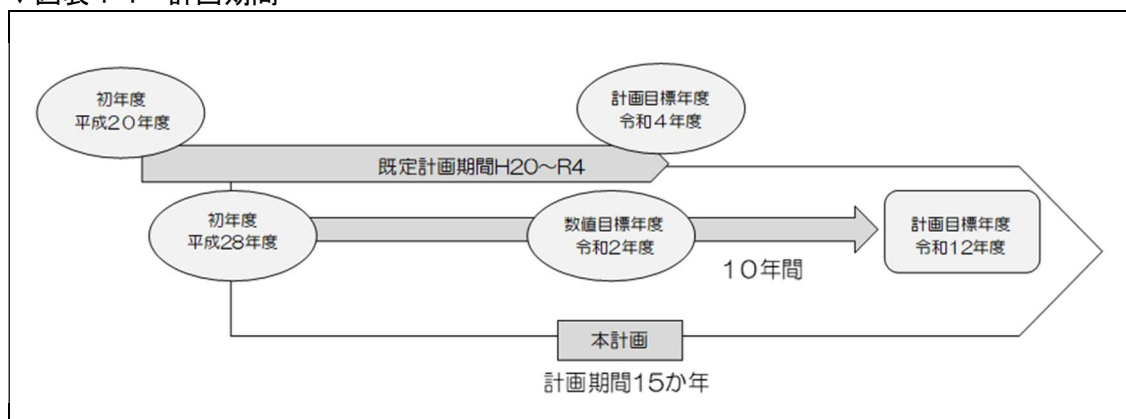 初年度
平成20年度
計画目標年度
令和4年度
既定計画期間H20～R4
初年度
平成28年度
数値目標年度
令和2年度
計画目標年度
令和12年度
10年間
本計画
計画期間15か年